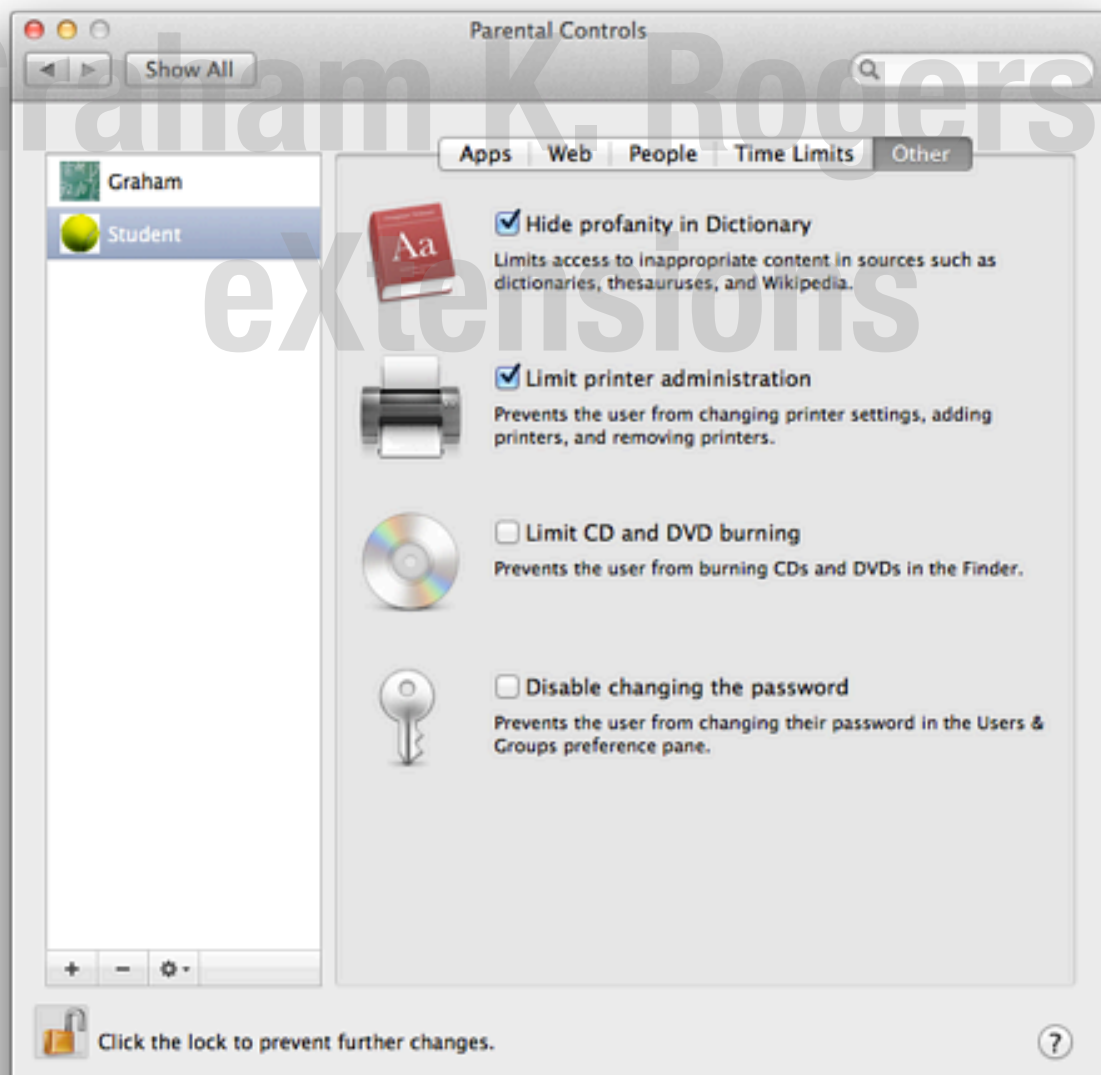 Parental Controls
Show All
Graham K. Rogers
eXtensions
Apps Web People Time Limits Other
Graham
Student
Aa
Hide profanity in Dictionary
Limits access to inappropriate content in sources such as
dictionaries, thesauruses, and Wikipedia.
Limit printer administration
Prevents the user from changing printer settings, adding
printers, and removing printers.
Limit CD and DVD burning
Prevents the user from burning CDs and DVDs in the Finder.
Disable changing the password
Prevents the user from changing their password in the Users &
Groups preference pane.
Click the lock to prevent further changes.
?